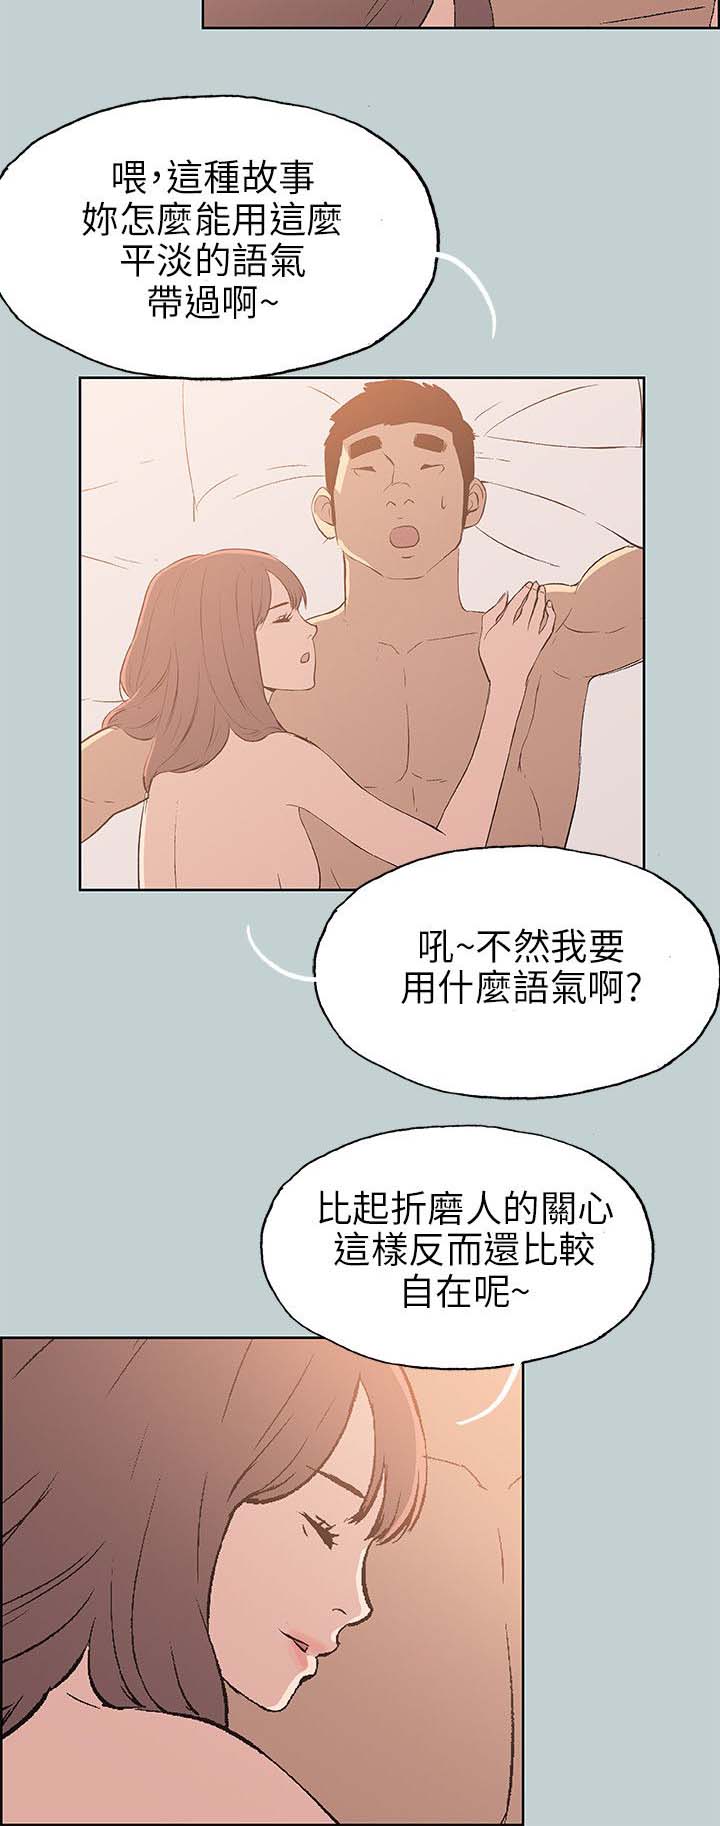 喂，這種故事
妳怎麼能用這麼
平淡的語氣
帶過啊~
吼~不然我要
用什麼語氣啊?
比起折磨人的關心
這樣反而還比較
自在呢~